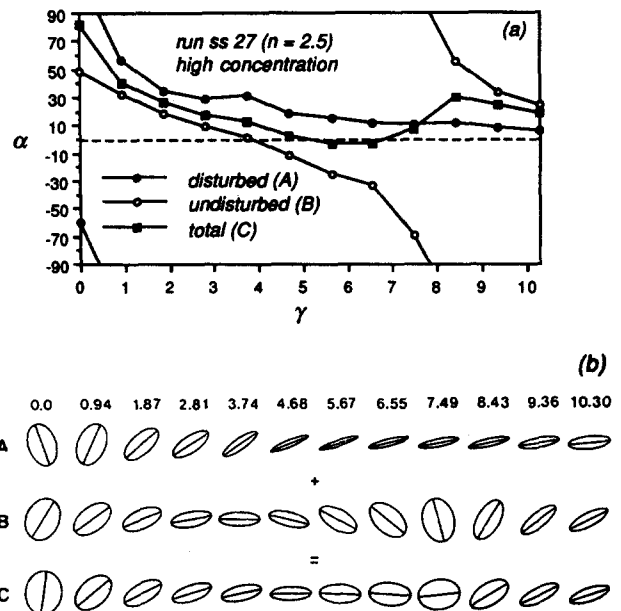 (a)
run ss 27 (n = 2.5)
high concentration
90
70
50
30
10
-10
-30
-50
-70
-90
α
disturbed (A)
undisturbed (B)
total (C)
0 1 2 3 4 5 6 7 8 9 10
γ
(b)
0.0 0.94 1.87 2.81 3.74 4.68 5.67 6.55 7.49 8.43 9.36 10.30
A
+
B
=
C